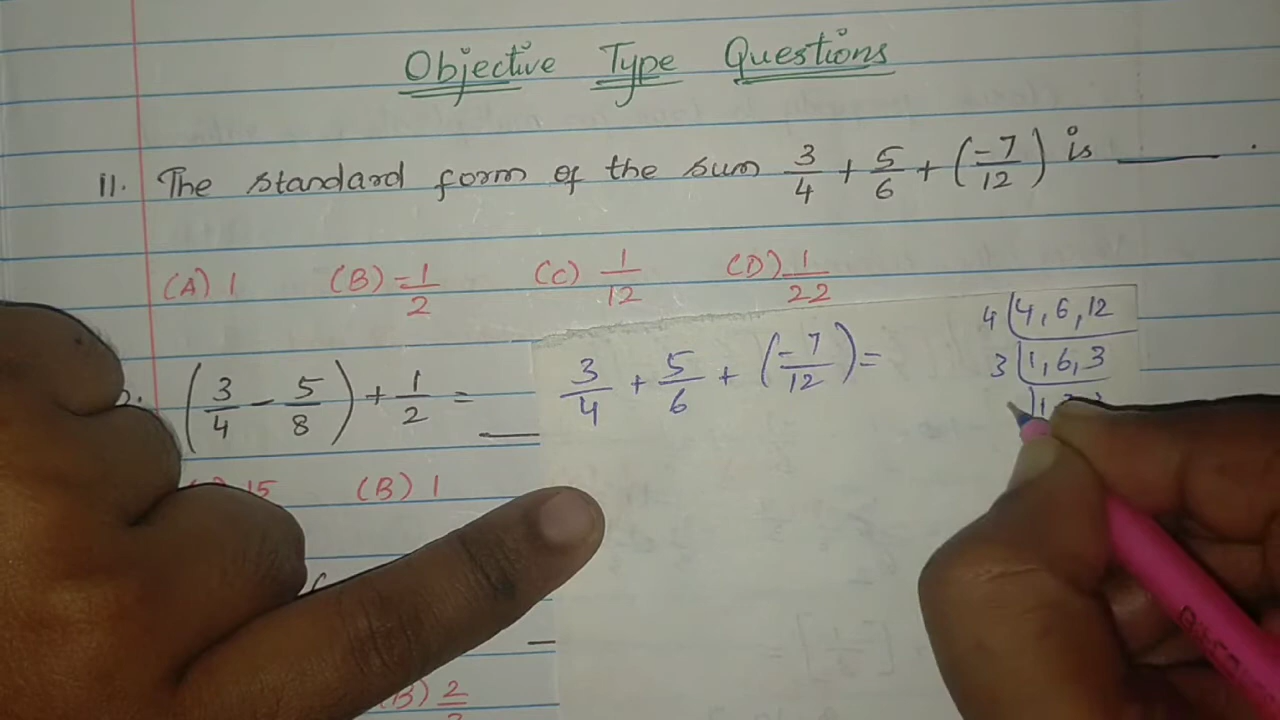 Objective Type Questions
11. The standard form of the sum 3/4 + 5/6 + (-7/12) is ____ .
(A) 1 (B) -1/2 (C) 1/12 (D) 1/22
(3/4 - 5/8) + 1/2 = ____
(B) 1
3/4 + 5/6 + (-7/12) =
4 | 4, 6, 12
3 | 1, 6, 3
(B) 2